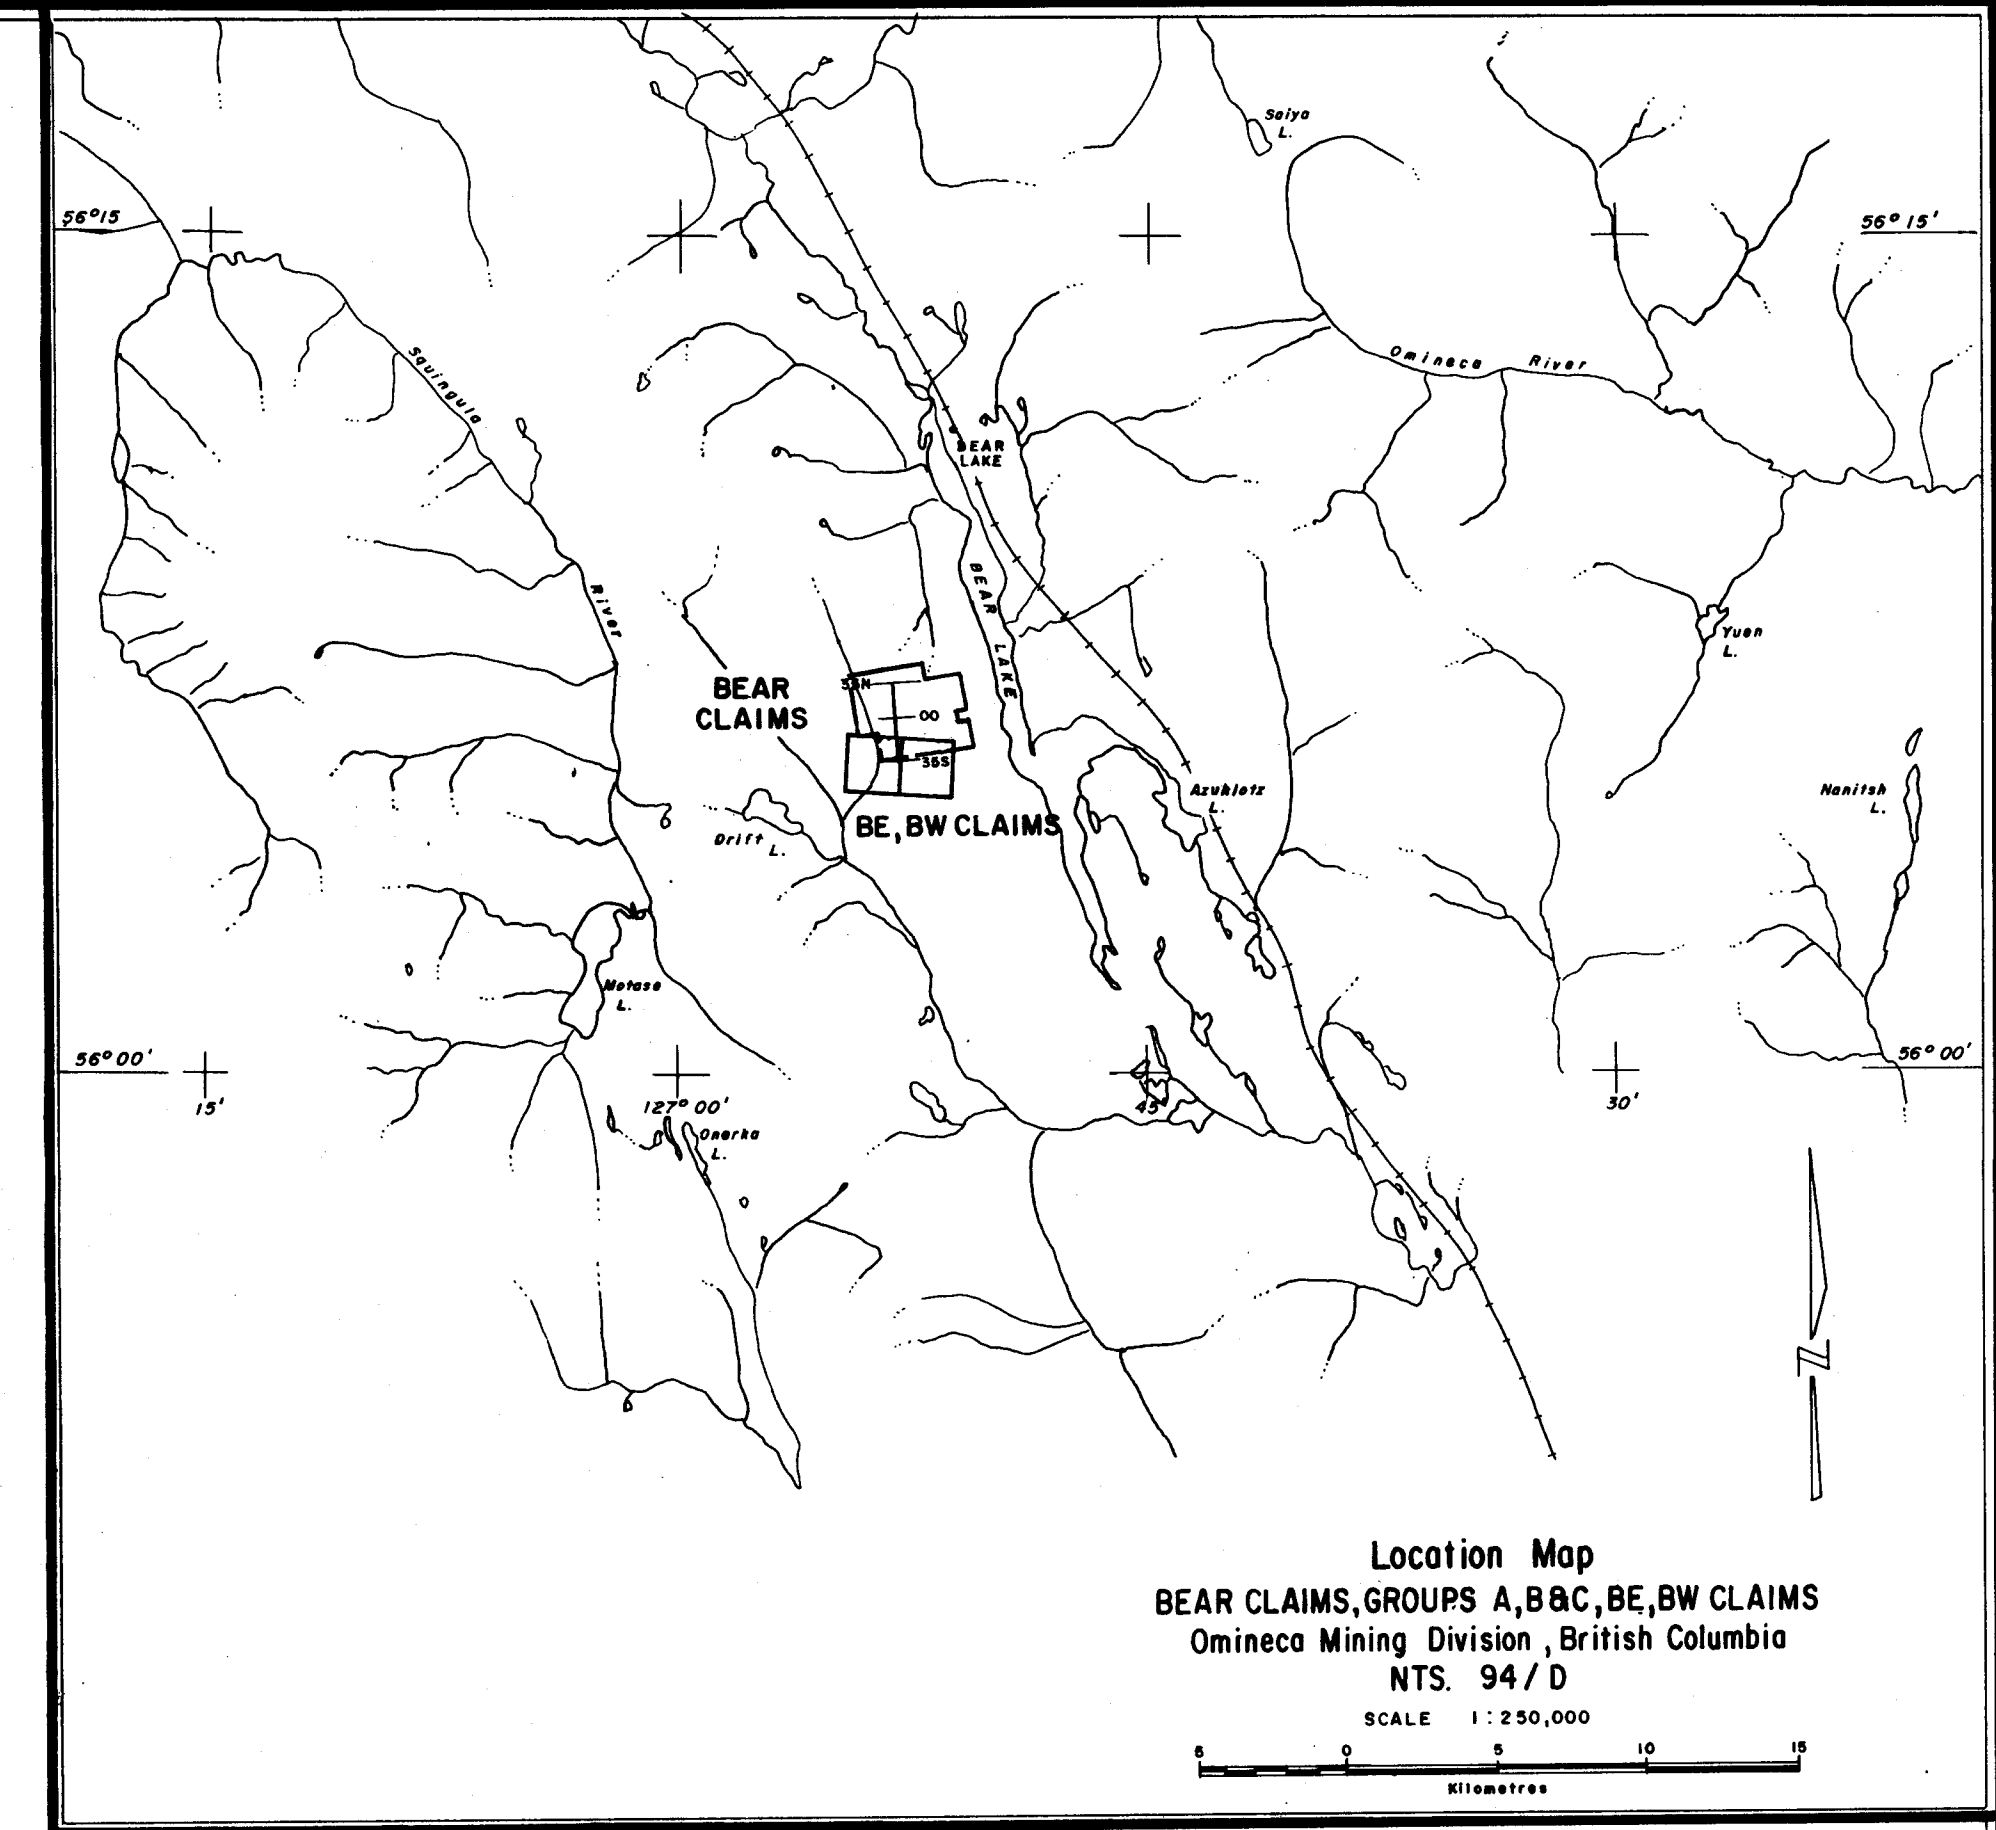 Saiya
L.
56°15
56°15'
Squingula
River
Omineca River
BEAR
LAKE
BEAR LAKE
Yuen
L.
BEAR
CLAIMS
00
36S
BE, BW CLAIMS
Drift L.
Azuklotz
L.
Nanitsh
L.
Motase
L.
56°00'
56°00'
15'
127°00'
45'
30'
Onerka
L.
N
Location Map
BEAR CLAIMS, GROUPS A, B & C, BE, BW CLAIMS
Omineca Mining Division, British Columbia
NTS. 94/D
SCALE 1:250,000
5 0 5 10 15
Kilometres